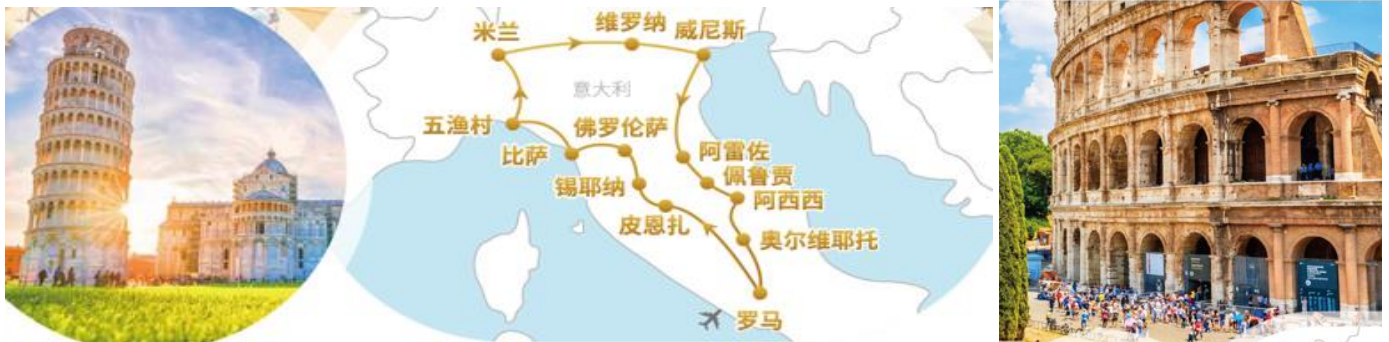 米兰
维罗纳
威尼斯
意大利
五渔村
佛罗伦萨
比萨
阿雷佐
佩鲁贾
锡耶纳
阿西西
皮恩扎
奥尔维耶托
罗马